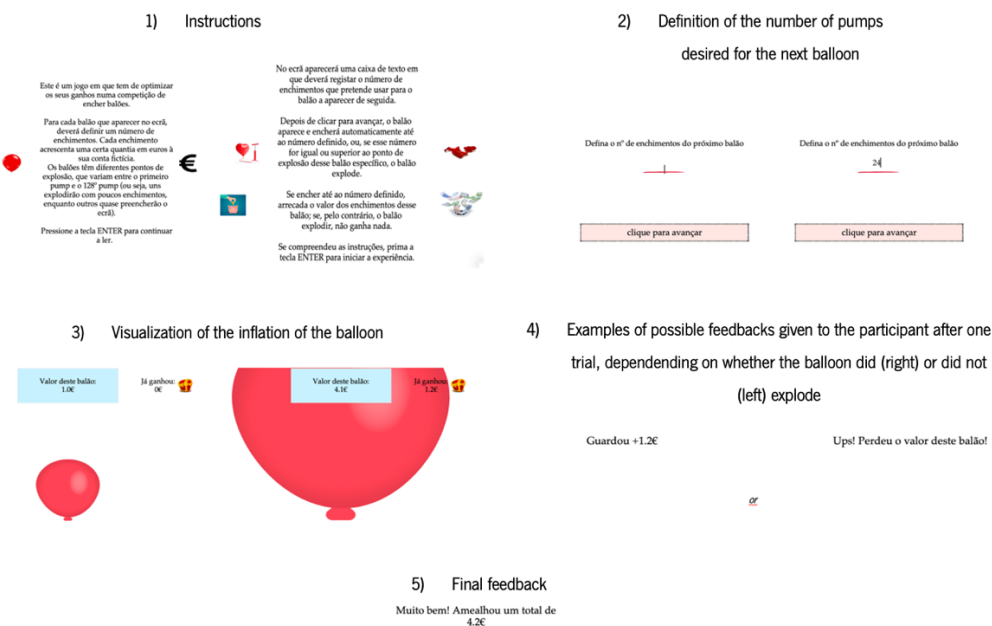 1) Instructions
Este é um jogo em que tem de optimizar
os seus ganhos numa competição de
encher balões.
Para cada balão que aparecer no ecrã,
deverá definir um número de
enchimentos. Cada enchimento
acrescenta uma certa quantia em euros à
sua conta fictícia.
Os balões têm diferentes pontos de
explosão, que variam entre o primeiro
pump e o 128º pump (ou seja, uns
explodirão com poucos enchimentos,
enquanto outros quase preencherão o
ecrã).
Pressione a tecla ENTER para continuar
a ler.
€
No ecrã aparecerá uma caixa de texto em
que deverá registar o número de
enchimentos que pretende usar para o
balão a aparecer de seguida.
Depois de clicar para avançar, o balão
aparece e encherá automaticamente até
ao número definido, ou, se esse número
for igual ou superior ao ponto de
explosão desse balão específico, o balão
explode.
Se encher até ao número definido,
arrecada o valor dos enchimentos desse
balão; se, pelo contrário, o balão
explodir, não ganha nada.
Se compreendeu as instruções, prima a
tecla ENTER para iniciar a experiência.
2) Definition of the number of pumps
desired for the next balloon
Defina o nº de enchimentos do próximo balão
clique para avançar
Defina o nº de enchimentos do próximo balão
24
clique para avançar
3) Visualization of the inflation of the balloon
Valor deste balão:
1.0€
Já ganhou:
0€
Valor deste balão:
4.1€
Já ganhou:
1.2€
4) Examples of possible feedbacks given to the participant after one
trial, dependending on whether the balloon did (right) or did not
(left) explode
Guardou +1.2€
or
Ups! Perdeu o valor deste balão!
5) Final feedback
Muito bem! Amealhou um total de
4.2€